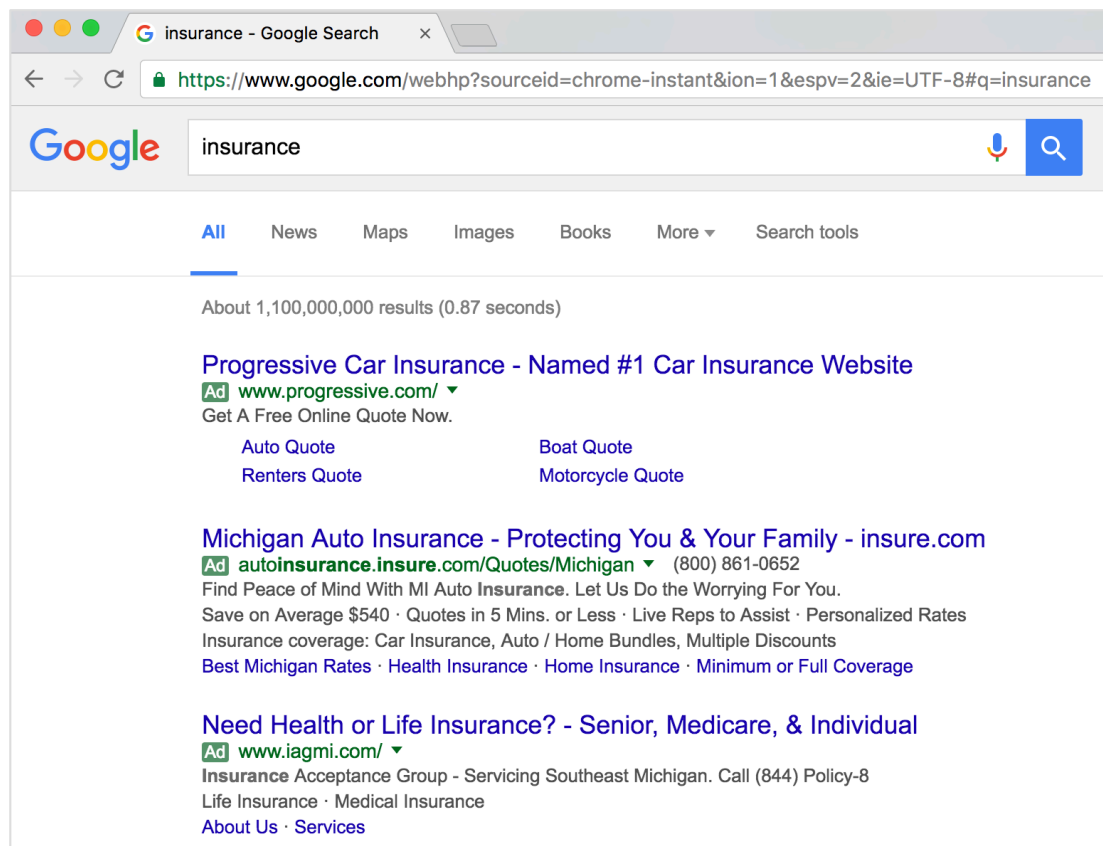 insurance - Google Search
https://www.google.com/webhp?sourceid=chrome-instant&ion=1&espv=2&ie=UTF-8#q=insurance
Google
insurance
All News Maps Images Books More Search tools
About 1,100,000,000 results (0.87 seconds)
Progressive Car Insurance - Named #1 Car Insurance Website
Ad www.progressive.com/
Get A Free Online Quote Now.
Auto Quote Boat Quote
Renters Quote Motorcycle Quote
Michigan Auto Insurance - Protecting You & Your Family - insure.com
Ad autoinsurance.insure.com/Quotes/Michigan (800) 861-0652
Find Peace of Mind With MI Auto Insurance. Let Us Do the Worrying For You.
Save on Average $540 · Quotes in 5 Mins. or Less · Live Reps to Assist · Personalized Rates
Insurance coverage: Car Insurance, Auto / Home Bundles, Multiple Discounts
Best Michigan Rates · Health Insurance · Home Insurance · Minimum or Full Coverage
Need Health or Life Insurance? - Senior, Medicare, & Individual
Ad www.iagmi.com/
Insurance Acceptance Group - Servicing Southeast Michigan. Call (844) Policy-8
Life Insurance · Medical Insurance
About Us · Services